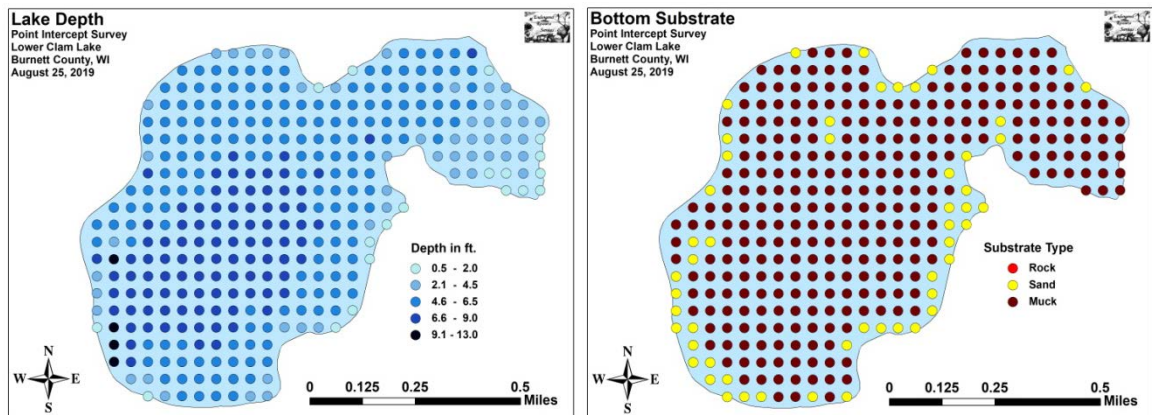 Lake Depth
Point Intercept Survey
Lower Clam Lake
Burnett County, WI
August 25, 2019
Depth in ft.
0.5 - 2.0
2.1 - 4.5
4.6 - 6.5
6.6 - 9.0
9.1 - 13.0
N
W E
S
0 0.125 0.25 0.5
Miles
Bottom Substrate
Point Intercept Survey
Lower Clam Lake
Burnett County, WI
August 25, 2019
Substrate Type
Rock
Sand
Muck
N
W E
S
0 0.125 0.25 0.5
Miles